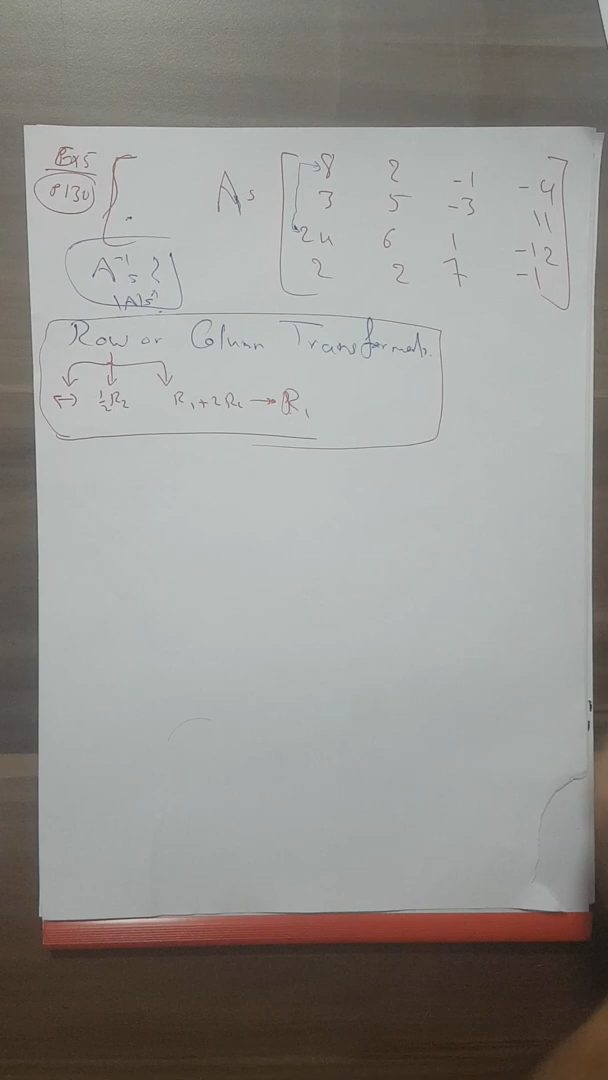 Ex5
P130
A = 8 2 -1 -4
3 5 -3 11
24 6 1 -12
2 2 7 -1
A⁻¹ = ?
|A| = ?
Row or Column Transforments.
↔ ½R₂ R₁+2R₂ → R₁